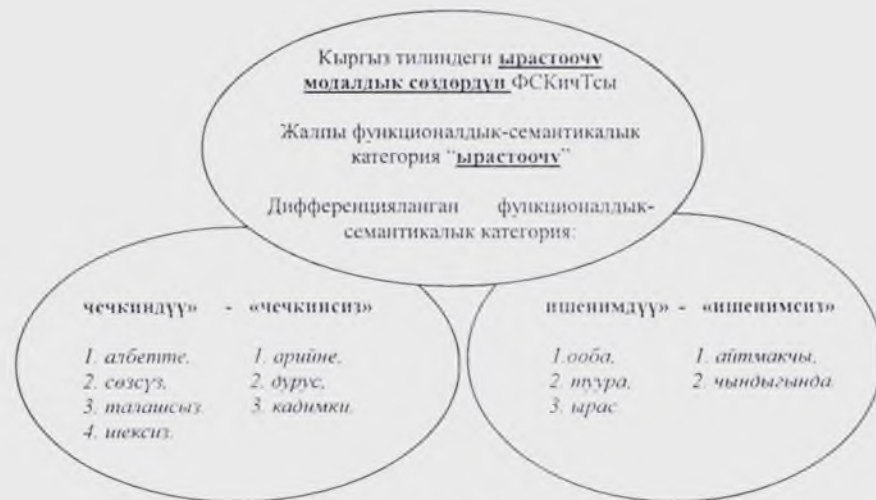 Кыргыз тилиндеги ырастоочу
модалдык сөздөрдүн ФСКичТсы
Жалпы функционалдык-семантикалык
категория “ырастоочу”
Дифференцияланган функционалдык-
семантикалык категория:
чечкиндүү» - «чечкинсиз»
1. албетте,
2. сөзсүз,
3. талашсыз.
4. шексиз.
1. арийне,
2. дурус,
3. кадимки.
ишенимдүү» - «ишенимсиз»
1.ооба,
2. туура,
3. ырас.
1. айтмакчы,
2. чындыгында.